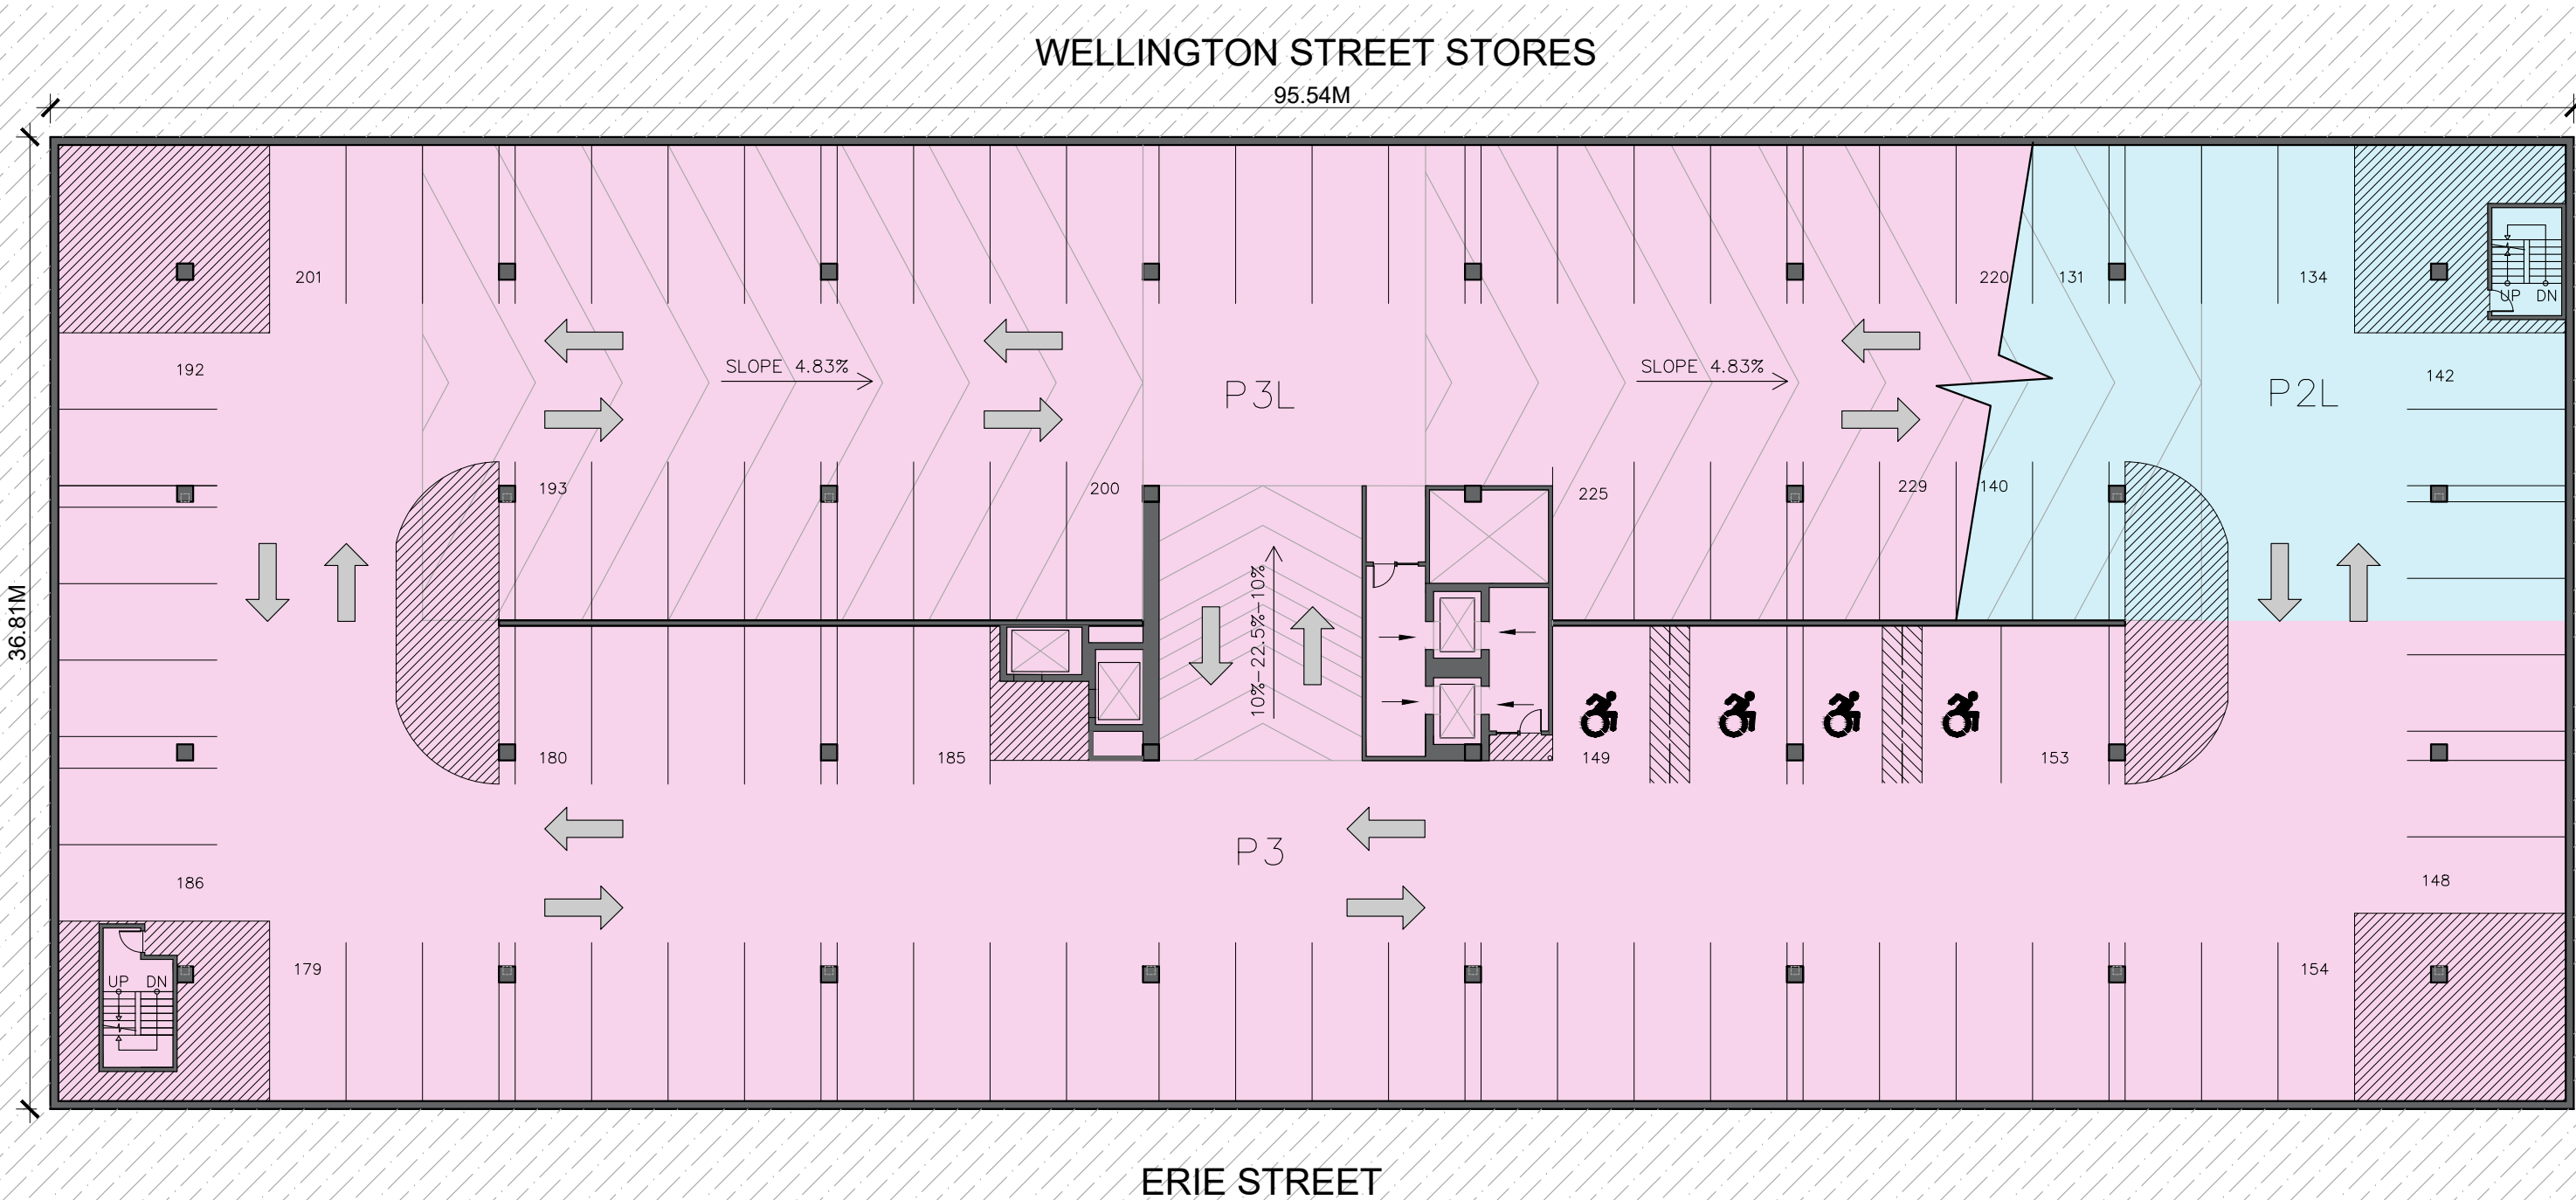 WELLINGTON STREET STORES
95.54M
201
220
131
134
UP DN
192
SLOPE 4.83%
SLOPE 4.83%
P3L
P2L
142
193
200
225
229
140
36.81M
10%-22.5%-10%
180
185
149
153
P3
186
148
179
154
UP DN
ERIE STREET